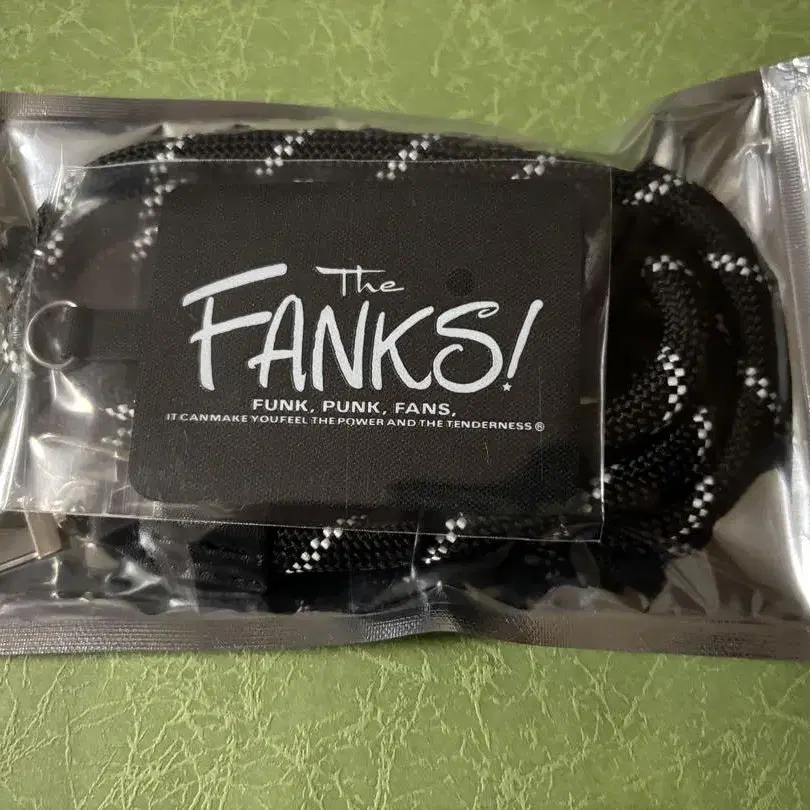 The
FANKS!
FUNK, PUNK, FANS,
IT CANMAKE YOUFEEL THE POWER AND THE TENDERNESS ®